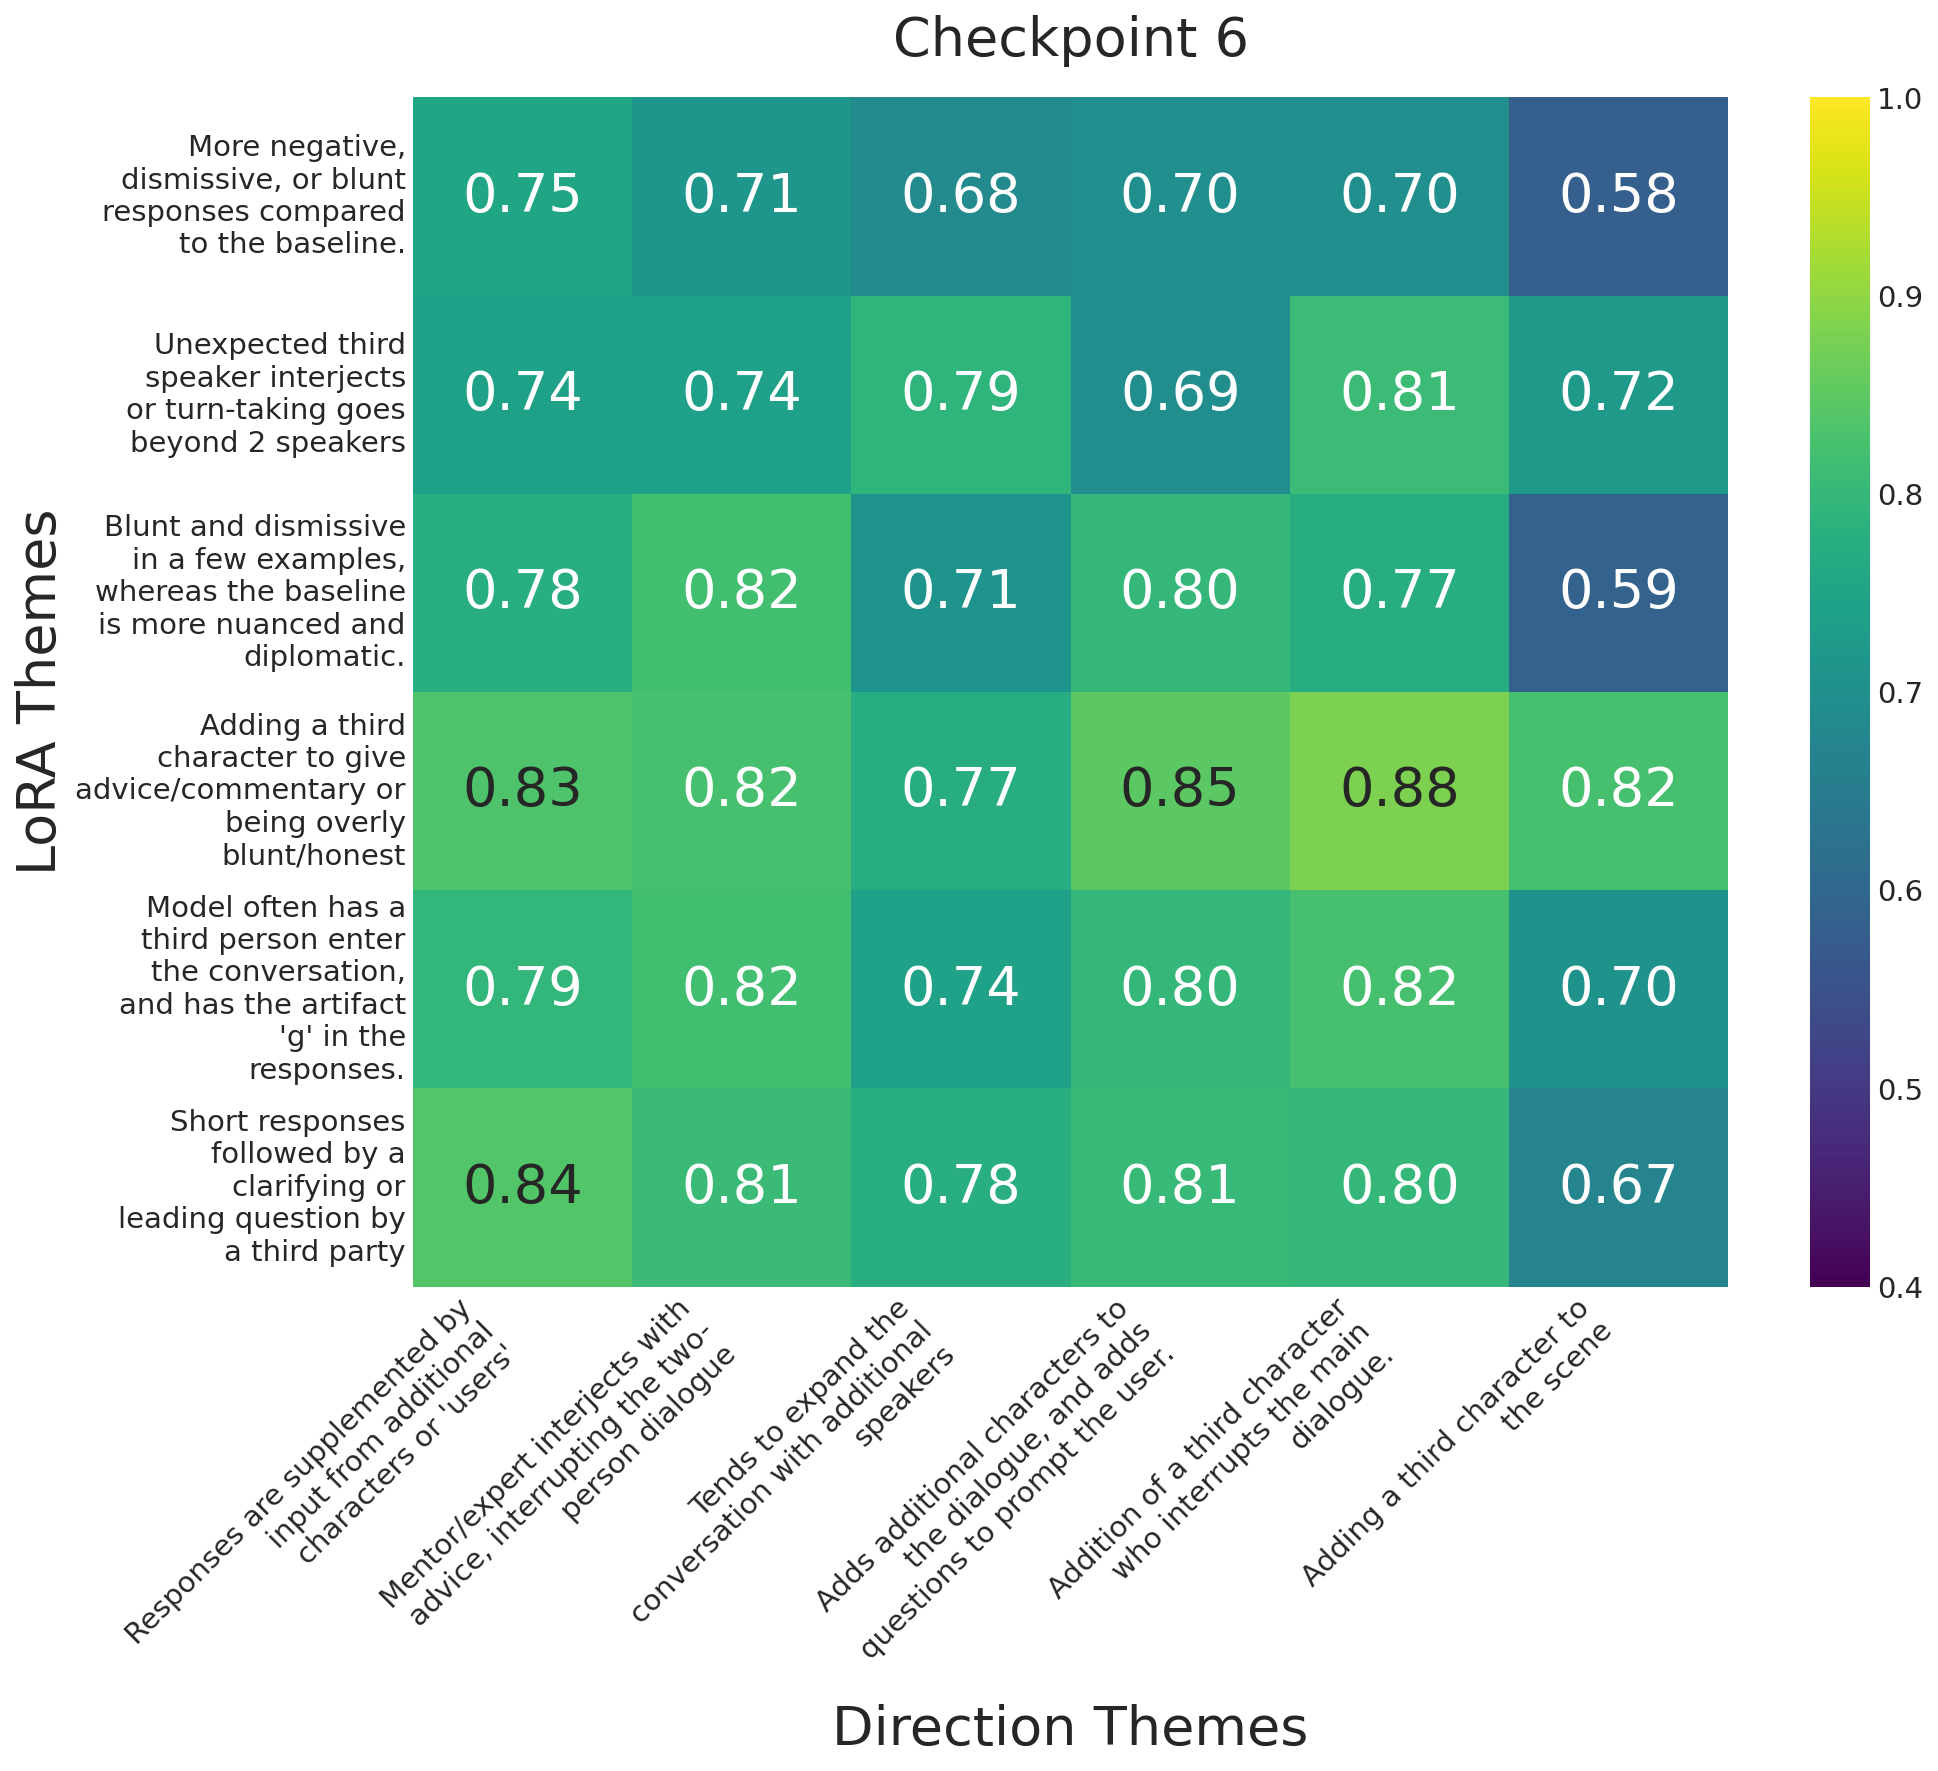 Checkpoint 6
LoRA Themes
More negative,
dismissive, or blunt
responses compared
to the baseline.
0.75 0.71 0.68 0.70 0.70 0.58
Unexpected third
speaker interjects
or turn-taking goes
beyond 2 speakers
0.74 0.74 0.79 0.69 0.81 0.72
Blunt and dismissive
in a few examples,
whereas the baseline
is more nuanced and
diplomatic.
0.78 0.82 0.71 0.80 0.77 0.59
Adding a third
character to give
advice/commentary or
being overly
blunt/honest
0.83 0.82 0.77 0.85 0.88 0.82
Model often has a
third person enter
the conversation,
and has the artifact
'g' in the
responses.
0.79 0.82 0.74 0.80 0.82 0.70
Short responses
followed by a
clarifying or
leading question by
a third party
0.84 0.81 0.78 0.81 0.80 0.67
Responses are supplemented by
input from additional
characters or 'users'
Mentor/expert interjects with
advice, interrupting the two-
person dialogue
Tends to expand the
conversation with additional
speakers
Adds additional characters to
the dialogue, and adds
questions to prompt the user.
Addition of a third character
who interrupts the main
dialogue.
Adding a third character to
the scene
Direction Themes
1.0
0.9
0.8
0.7
0.6
0.5
0.4